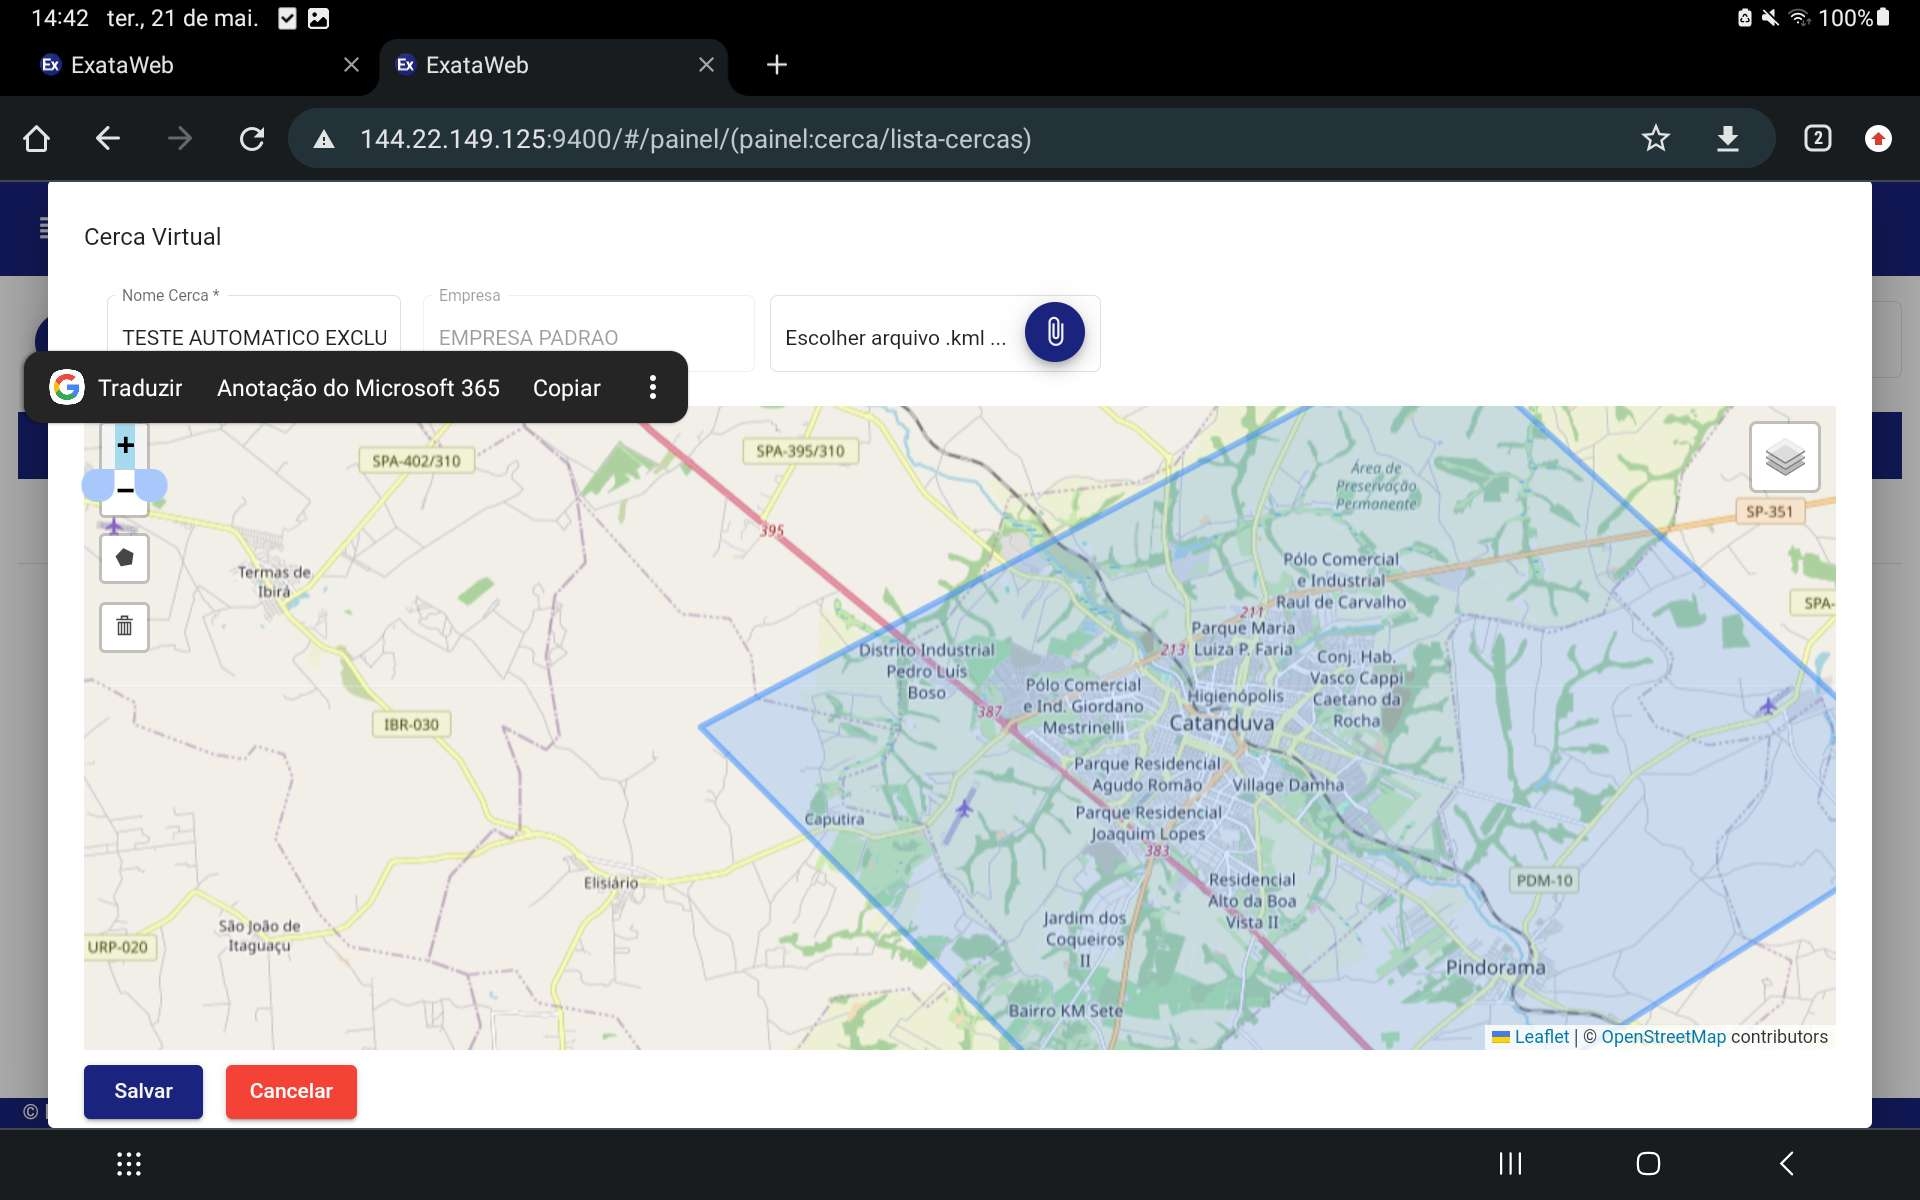 14:42 ter., 21 de mai.
100%
Ex ExataWeb
Ex ExataWeb
144.22.149.125:9400/#/painel/(painel:cerca/lista-cercas)
2
Cerca Virtual
Nome Cerca *
TESTE AUTOMATICO EXCLU
Empresa
EMPRESA PADRAO
Escolher arquivo .kml ...
Traduzir
Anotação do Microsoft 365
Copiar
+
−
SPA-402/310
SPA-395/310
Área de
Preservação
Permanente
SP-351
395
Termas de
Ibirá
Pólo Comercial
e Industrial
Raul de Carvalho
SPA-
211
Parque Maria
Luiza P. Faria
213
Distrito Industrial
Pedro Luís
Boso
Conj. Hab.
Vasco Cappi
Caetano da
Rocha
Pólo Comercial
e Ind. Giordano
Mestrinelli
Higienópolis
Catanduva
387
IBR-030
Parque Residencial
Agudo Romão
Village Damha
Parque Residencial
Joaquim Lopes
383
Caputira
Elisiário
Residencial
Alto da Boa
Vista II
PDM-10
São João de
Itaguaçu
URP-020
Jardim dos
Coqueiros
II
Pindorama
Bairro KM Sete
Leaflet | © OpenStreetMap contributors
Salvar
Cancelar
©